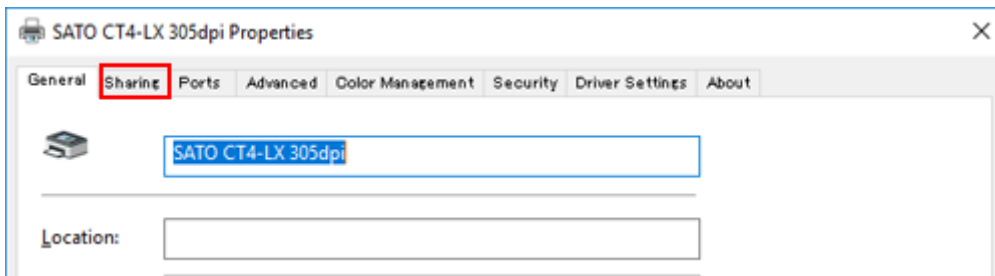 SATO CT4-LX 305dpi Properties
General Sharing Ports Advanced Color Management Security Driver Settings About
SATO CT4-LX 305dpi
Location: